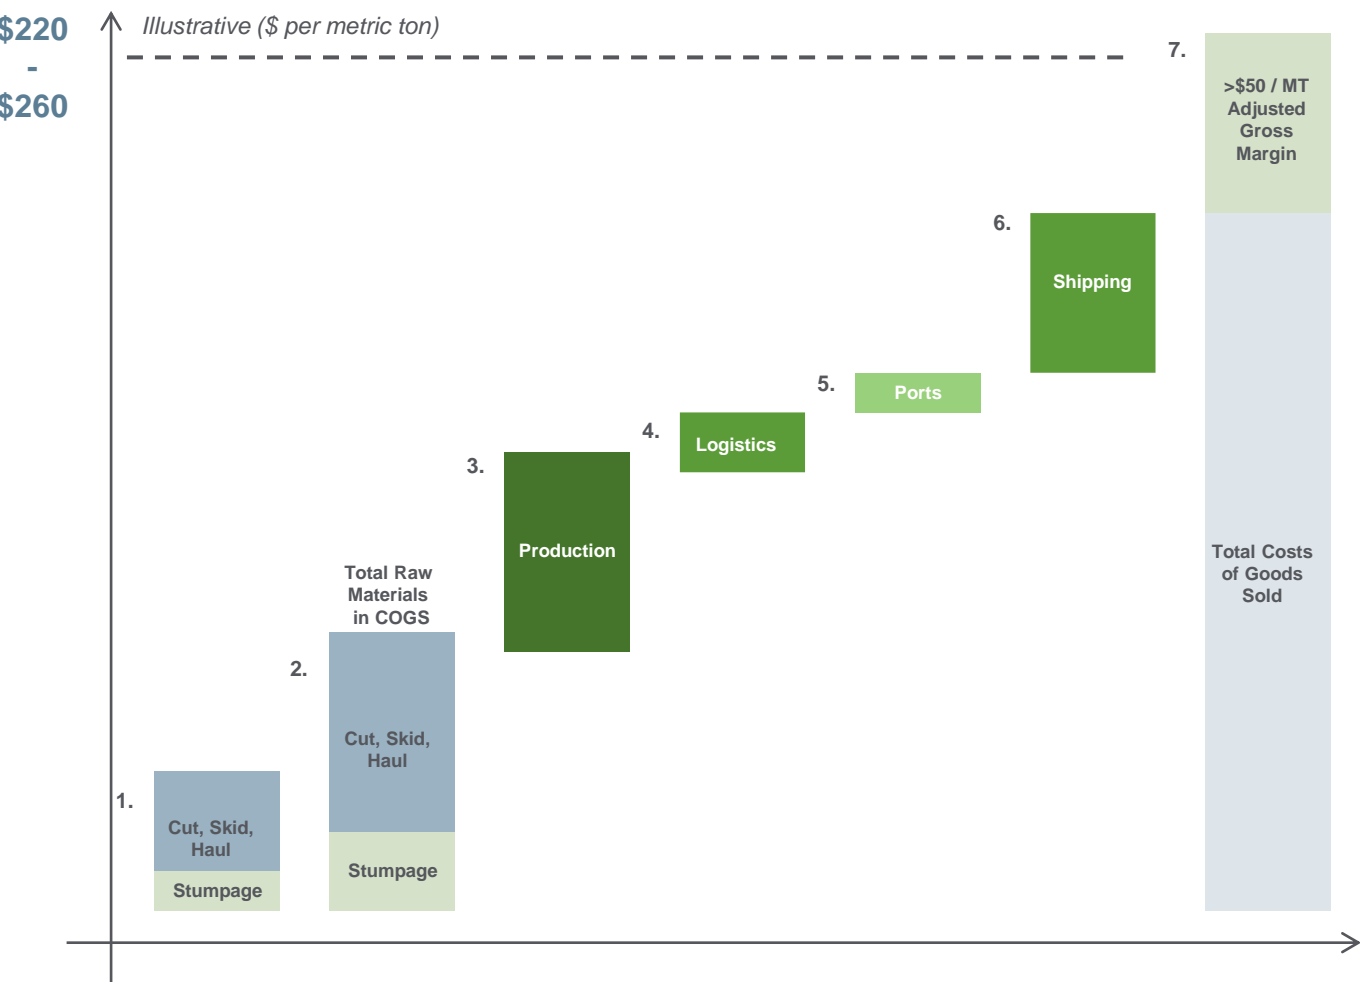 $220
-
$260
Illustrative ($ per metric ton)
7.
>$50 / MT
Adjusted
Gross
Margin
6.
Shipping
5.
Ports
4.
Logistics
3.
Production
Total Raw
Materials
in COGS
2.
Cut, Skid,
Haul
Stumpage
1.
Cut, Skid,
Haul
Stumpage
Total Costs
of Goods
Sold